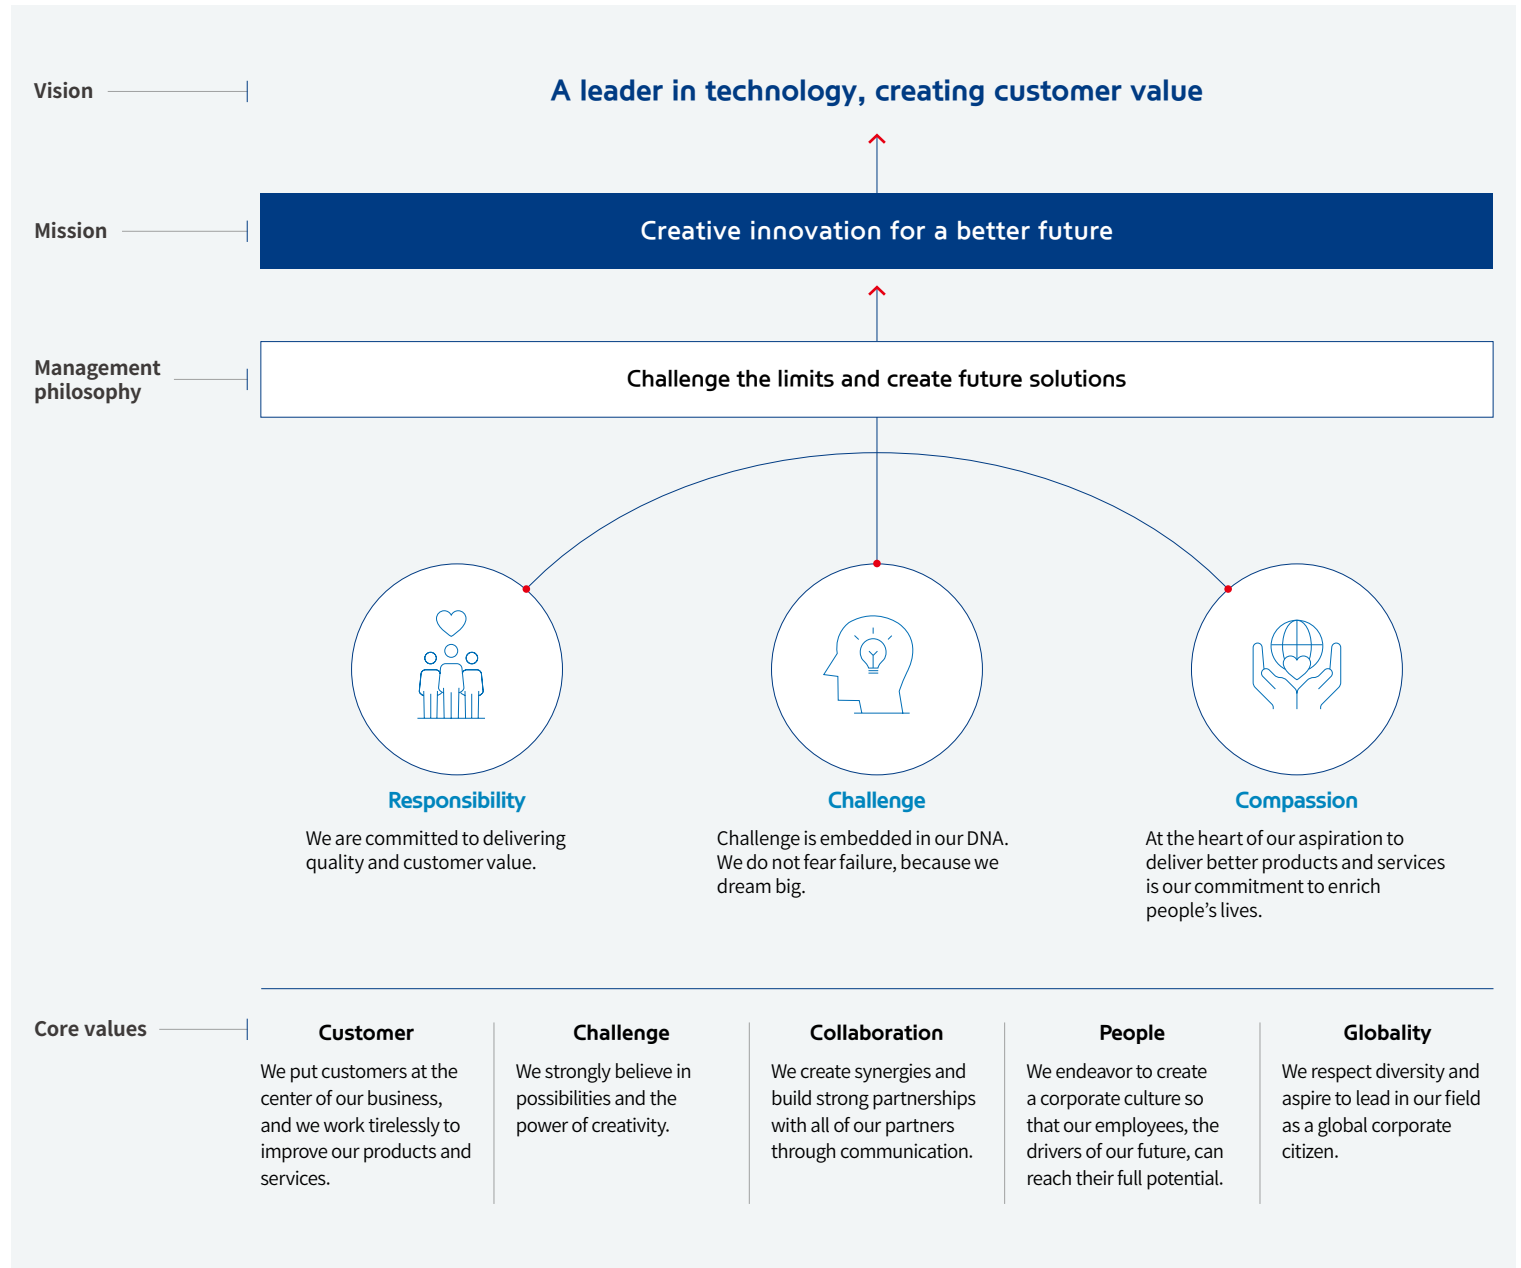 Vision
A leader in technology, creating customer value
Mission
Creative innovation for a better future
Management
philosophy
Challenge the limits and create future solutions
Responsibility
We are committed to delivering
quality and customer value.
Challenge
Challenge is embedded in our DNA.
We do not fear failure, because we
dream big.
Compassion
At the heart of our aspiration to
deliver better products and services
is our commitment to enrich
people’s lives.
Core values
Customer
We put customers at the
center of our business,
and we work tirelessly to
improve our products and
services.
Challenge
We strongly believe in
possibilities and the
power of creativity.
Collaboration
We create synergies and
build strong partnerships
with all of our partners
through communication.
People
We endeavor to create
a corporate culture so
that our employees, the
drivers of our future, can
reach their full potential.
Globality
We respect diversity and
aspire to lead in our field
as a global corporate
citizen.